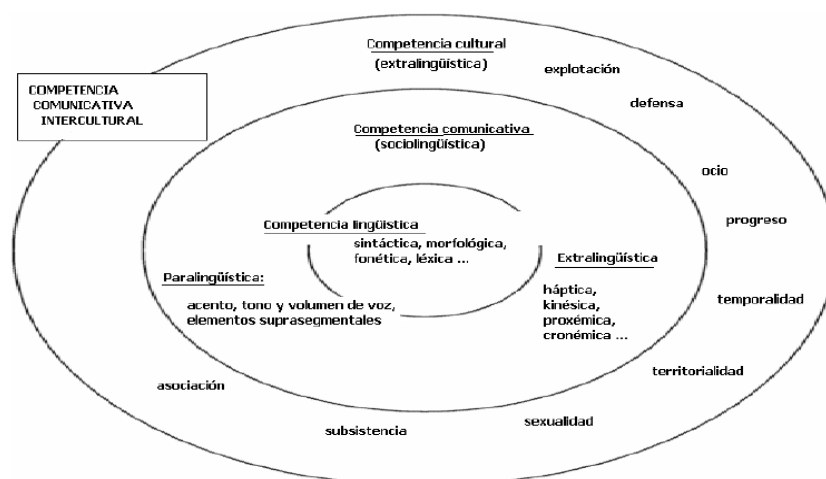 Competencia cultural
(extralingüística)
explotación
COMPETENCIA
COMUNICATIVA
INTERCULTURAL
defensa
Competencia comunicativa
(sociolingüística)
ocio
progreso
Competencia lingüística
sintáctica, morfológica,
fonética, léxica ...
Extralingüística
Paralingüística:
háptica,
kinésica,
proxémica,
cronémica ...
acento, tono y volumen de voz,
elementos suprasegmentales
temporalidad
territorialidad
asociación
sexualidad
subsistencia